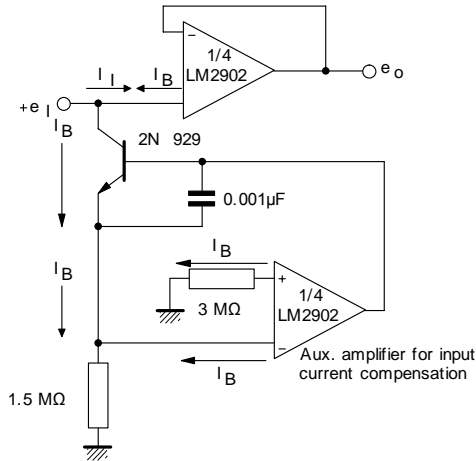 1/4
LM2902
e o
I I
I B
+e I
I B
2N 929
0.001µF
I B
I B
3 MΩ
1/4
LM2902
Aux. amplifier for input
current compensation
I B
1.5 MΩ